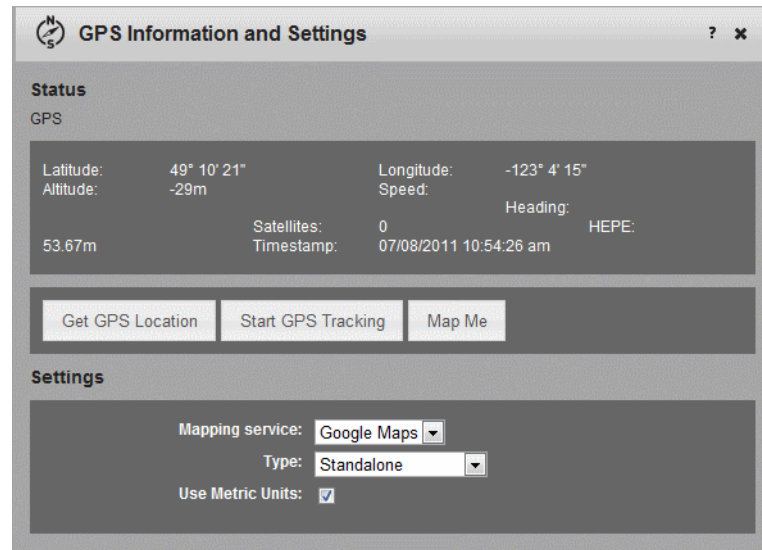 N
S
GPS Information and Settings ? ✖
Status
GPS
Latitude: 49° 10' 21" Longitude: -123° 4' 15"
Altitude: -29m Speed:
Heading:
Satellites: 0 HEPE:
53.67m Timestamp: 07/08/2011 10:54:26 am
Get GPS Location Start GPS Tracking Map Me
Settings
Mapping service: Google Maps
Type: Standalone
Use Metric Units: